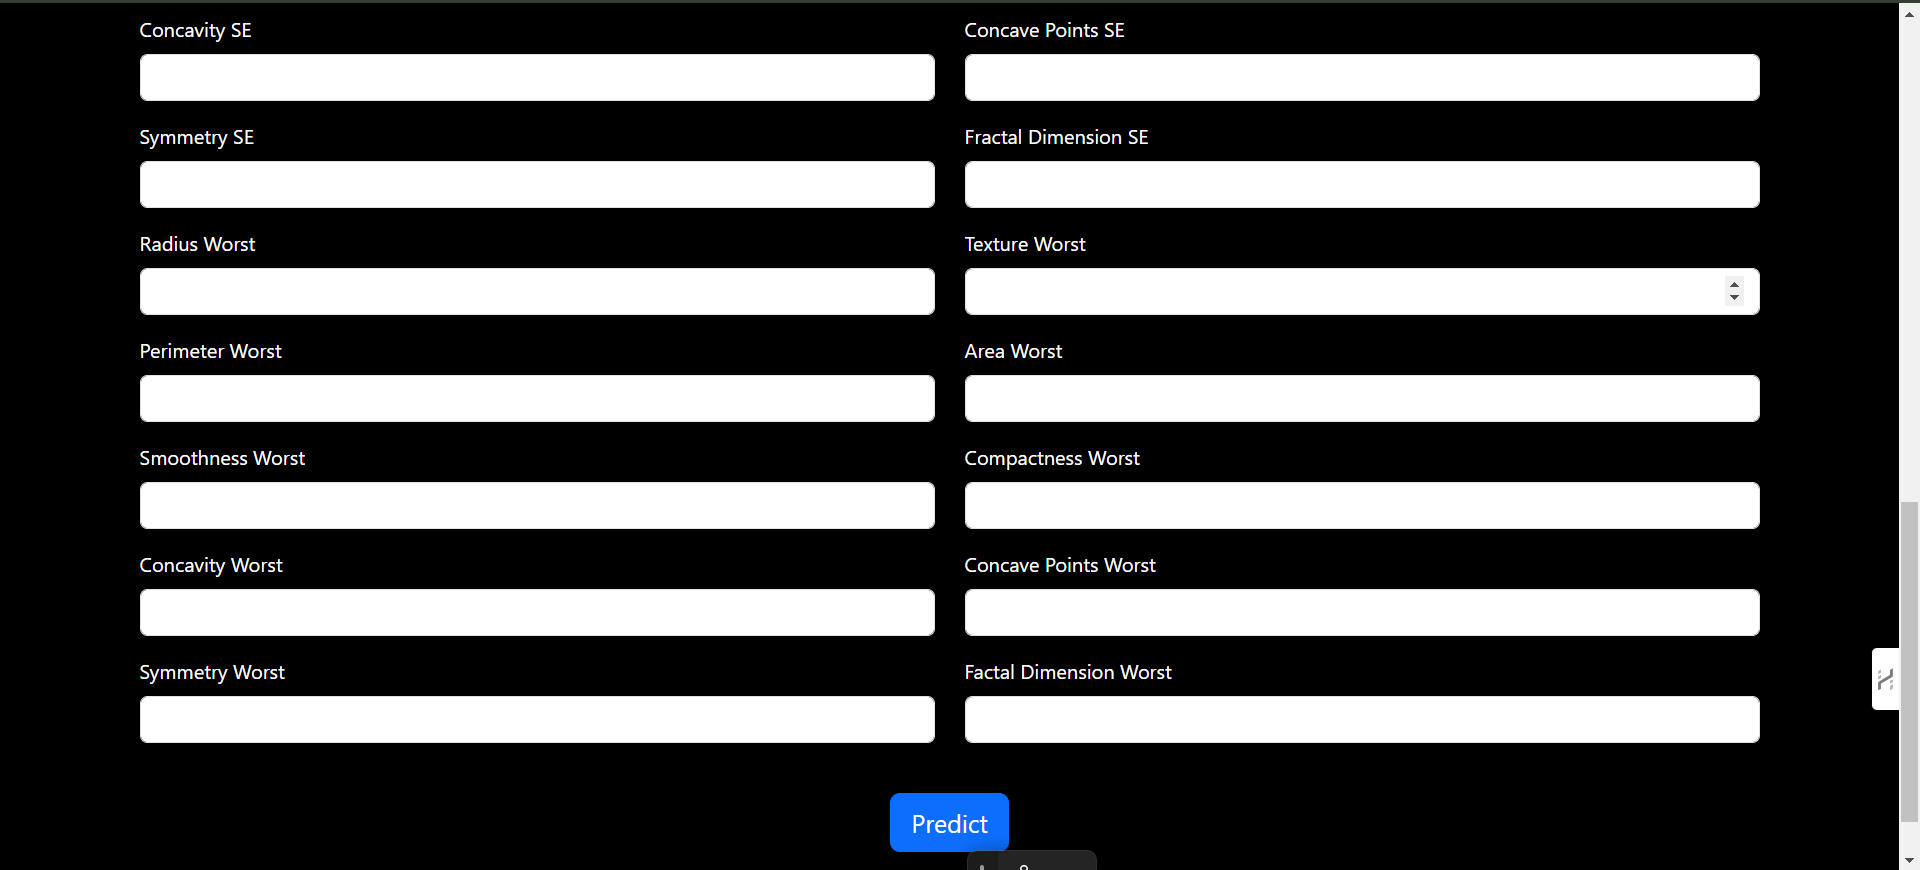 Concavity SE
Concave Points SE
Symmetry SE
Fractal Dimension SE
Radius Worst
Texture Worst
Perimeter Worst
Area Worst
Smoothness Worst
Compactness Worst
Concavity Worst
Concave Points Worst
Symmetry Worst
Factal Dimension Worst
Predict